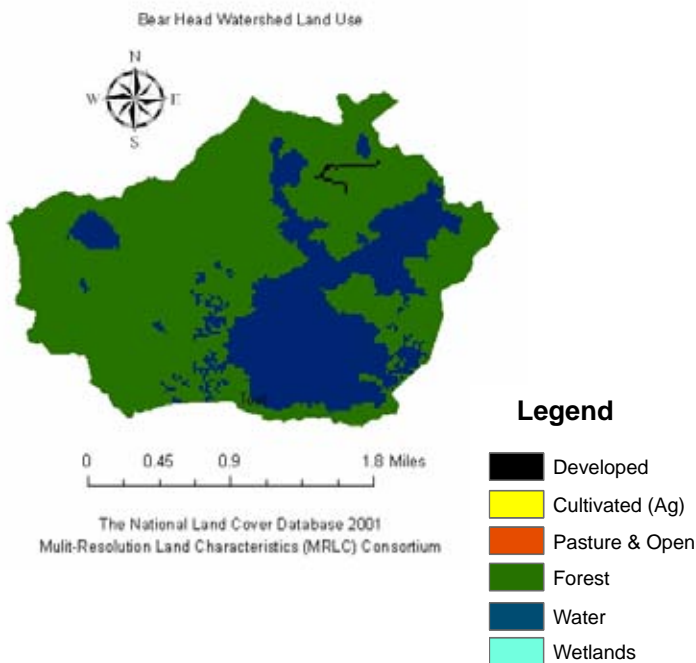 Bear Head Watershed Land Use
N
W E
S
0 0.45 0.9 1.8 Miles
The National Land Cover Database 2001
Mulit-Resolution Land Characteristics (MRLC) Consortium
Legend
Developed
Cultivated (Ag)
Pasture & Open
Forest
Water
Wetlands